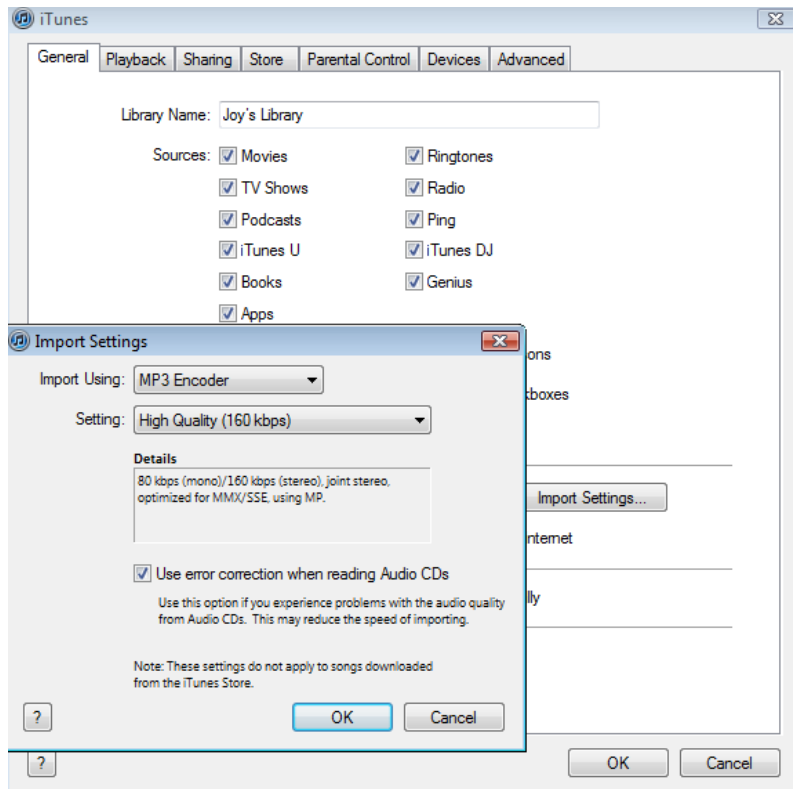 iTunes
General Playback Sharing Store Parental Control Devices Advanced
Library Name: Joy's Library
Sources: Movies Ringtones
TV Shows Radio
Podcasts Ping
iTunes U iTunes DJ
Books Genius
Apps
Import Settings
ons
Import Using: MP3 Encoder
kboxes
Setting: High Quality (160 kbps)
Details
80 kbps (mono)/160 kbps (stereo), joint stereo,
optimized for MMX/SSE, using MP.
Import Settings...
nternet
Use error correction when reading Audio CDs
Use this option if you experience problems with the audio quality
from Audio CDs. This may reduce the speed of importing.
lly
Note: These settings do not apply to songs downloaded
from the iTunes Store.
? OK Cancel
? OK Cancel